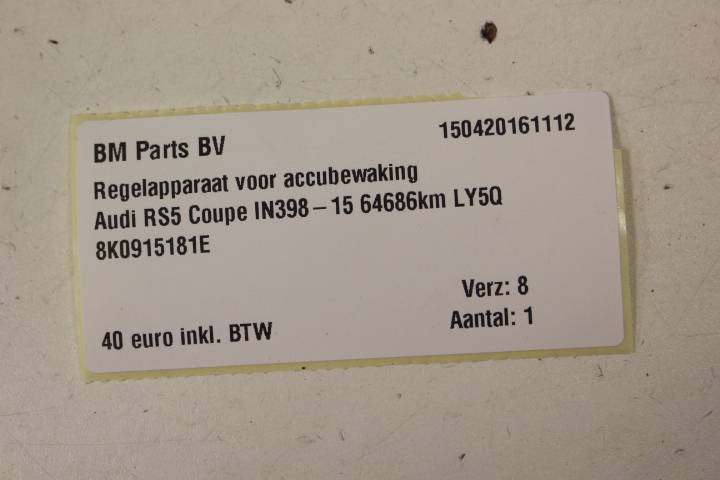 BM Parts BV 150420161112
Regelapparaat voor accubewaking
Audi RS5 Coupe IN398-15 64686km LY5Q
8K0915181E
Verz: 8
40 euro inkl. BTW Aantal: 1